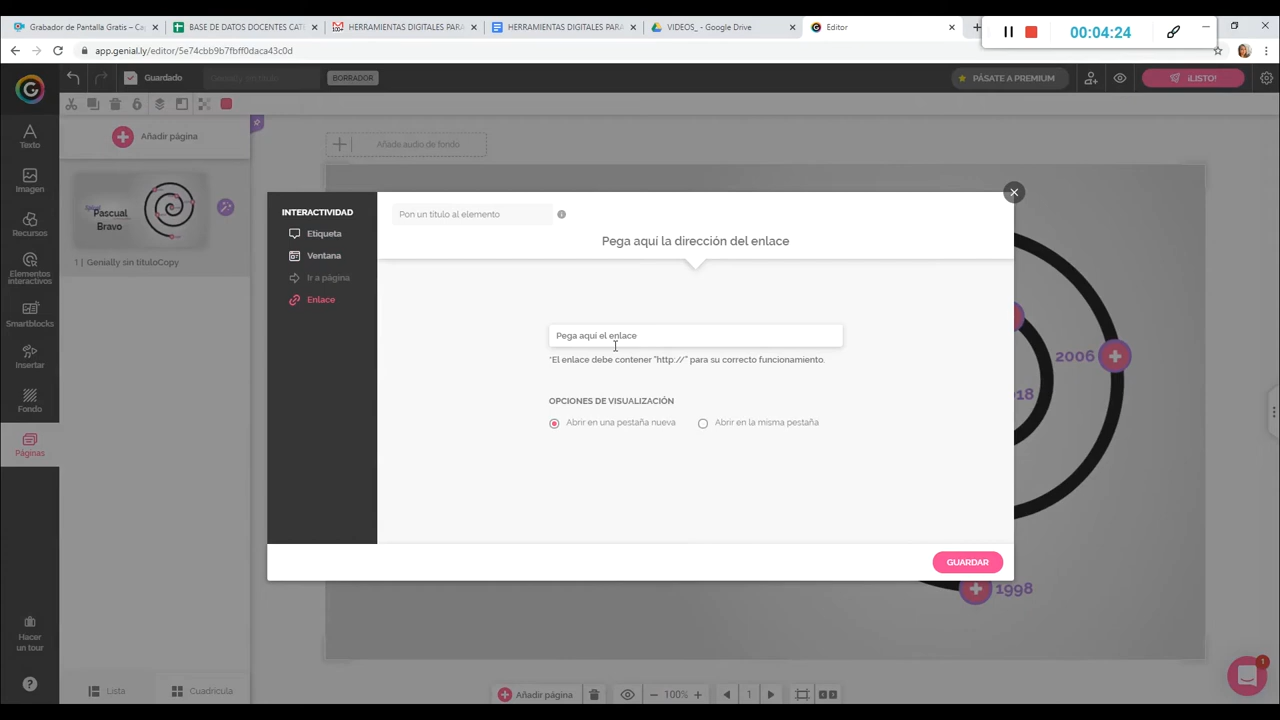 Grabador de Pantalla Gratis – Ca
BASE DE DATOS DOCENTES CAT
HERRAMIENTAS DIGITALES PARA
HERRAMIENTAS DIGITALES PARA
VIDEOS_ - Google Drive
Editor
00:04:24
app.genial.ly/editor/5e74cbb9b7fbff0daca43c0d
Guardado
BORRADOR
PÁSATE A PREMIUM
¡LISTO!
Texto
Imagen
Recursos
Elementos
interactivos
Smartblocks
Insertar
Fondo
Páginas
Hacer
un tour
Añadir página
Pascual
Bravo
1 | Genially sin tituloCopy
Lista
Cuadrícula
Añade audio de fondo
INTERACTIVIDAD
Etiqueta
Ventana
Ir a página
Enlace
Pon un título al elemento
Pega aquí la dirección del enlace
Pega aquí el enlace
*El enlace debe contener "http://" para su correcto funcionamiento.
OPCIONES DE VISUALIZACIÓN
Abrir en una pestaña nueva
Abrir en la misma pestaña
GUARDAR
2006
18
1998
Añadir página
100%
1
1